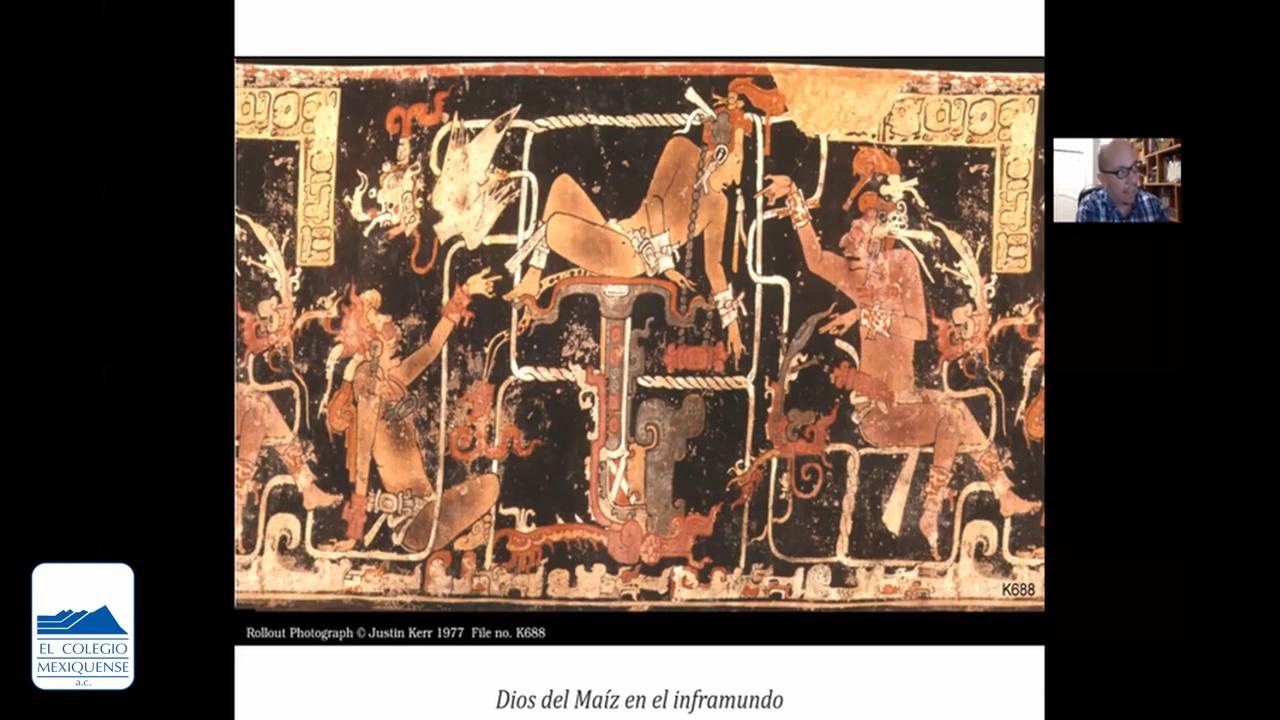 K688
Rollout Photograph © Justin Kerr 1977 File no. K688
EL COLEGIO
MEXIQUENSE
a.c.
Dios del Maíz en el inframundo